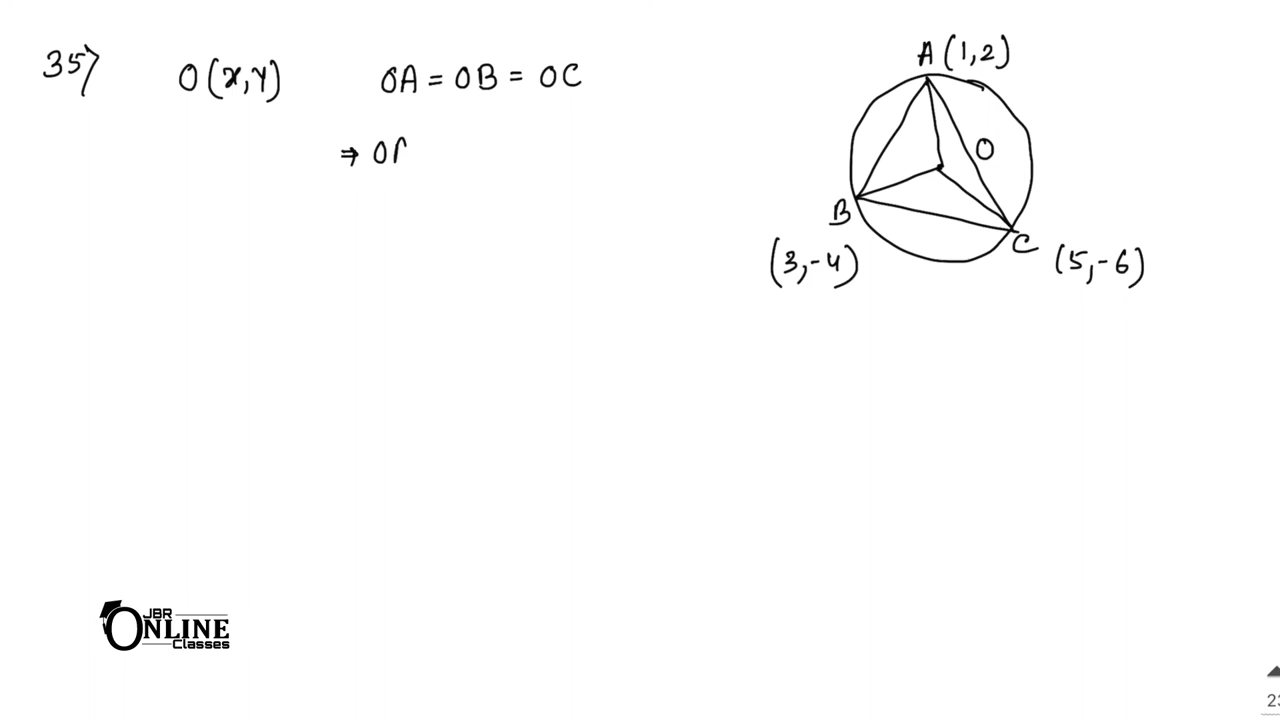 35)
O(x,y) OA = OB = OC
⇒ O
A(1,2)
O
B
C
(3,-4)
(5,-6)
JBR
ONLINE
Classes